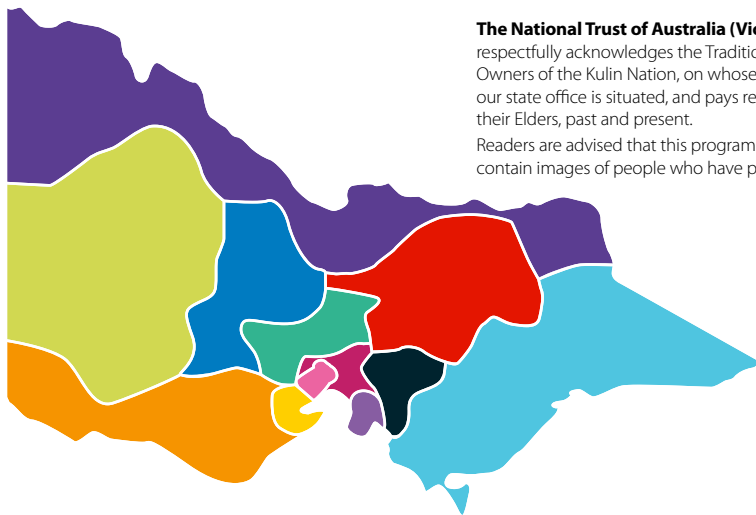 The National Trust of Australia (Vic
respectfully acknowledges the Traditio
Owners of the Kulin Nation, on whose
our state office is situated, and pays re
their Elders, past and present.
Readers are advised that this program
contain images of people who have p